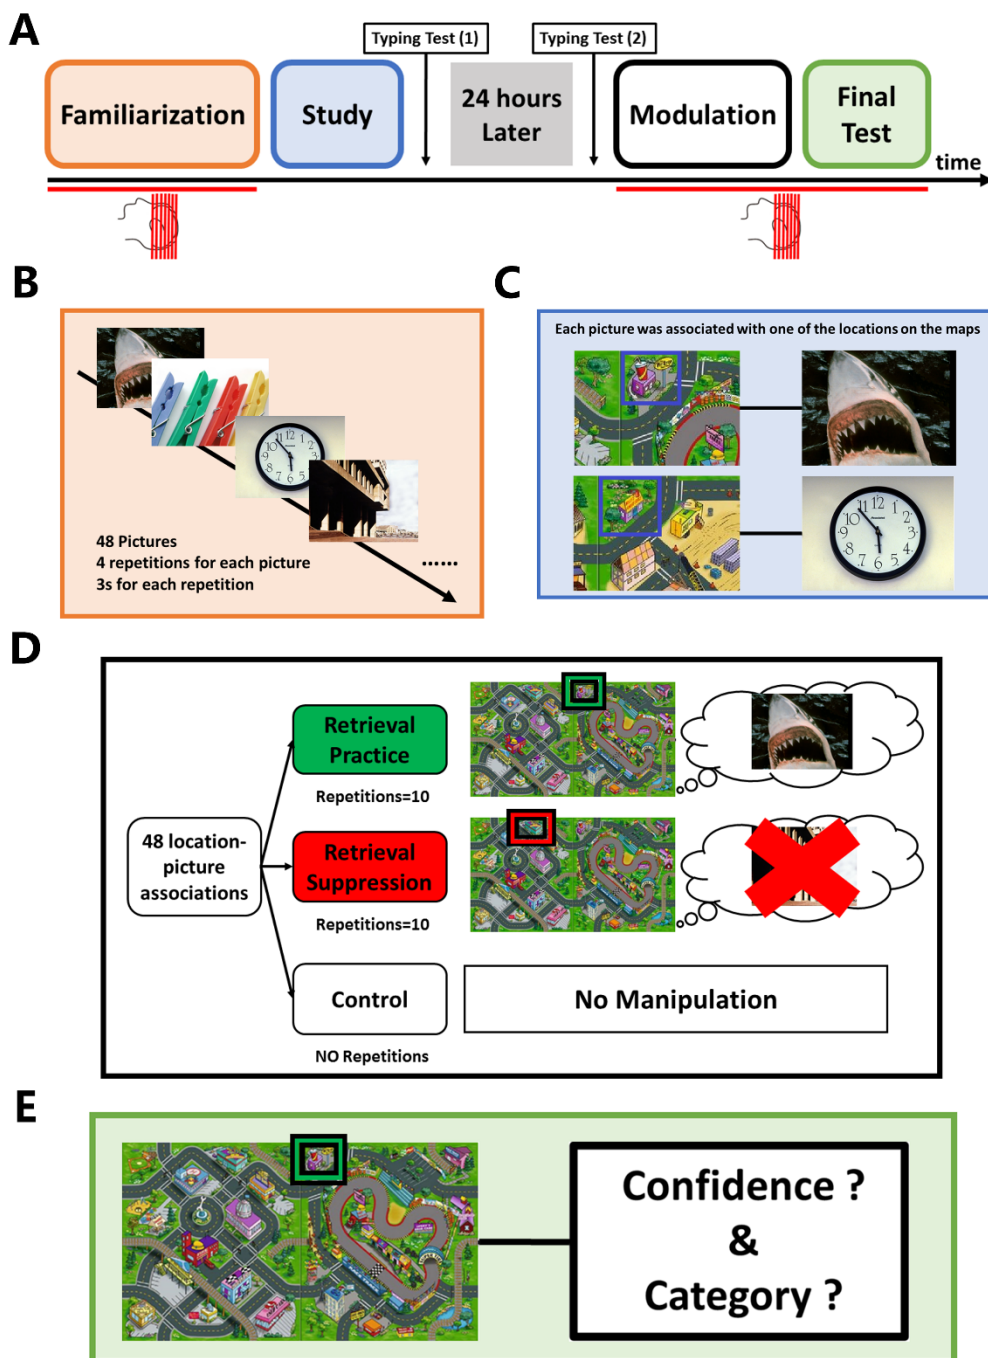 A
Typing Test (1)
Typing Test (2)
Familiarization
Study
24 hours
Later
Modulation
Final
Test
time
B
48 Pictures
4 repetitions for each picture
3s for each repetition
......
C
Each picture was associated with one of the locations on the maps
D
48 location-
picture
associations
Retrieval
Practice
Repetitions=10
Retrieval
Suppression
Repetitions=10
Control
NO Repetitions
No Manipulation
E
Confidence ?
&
Category ?